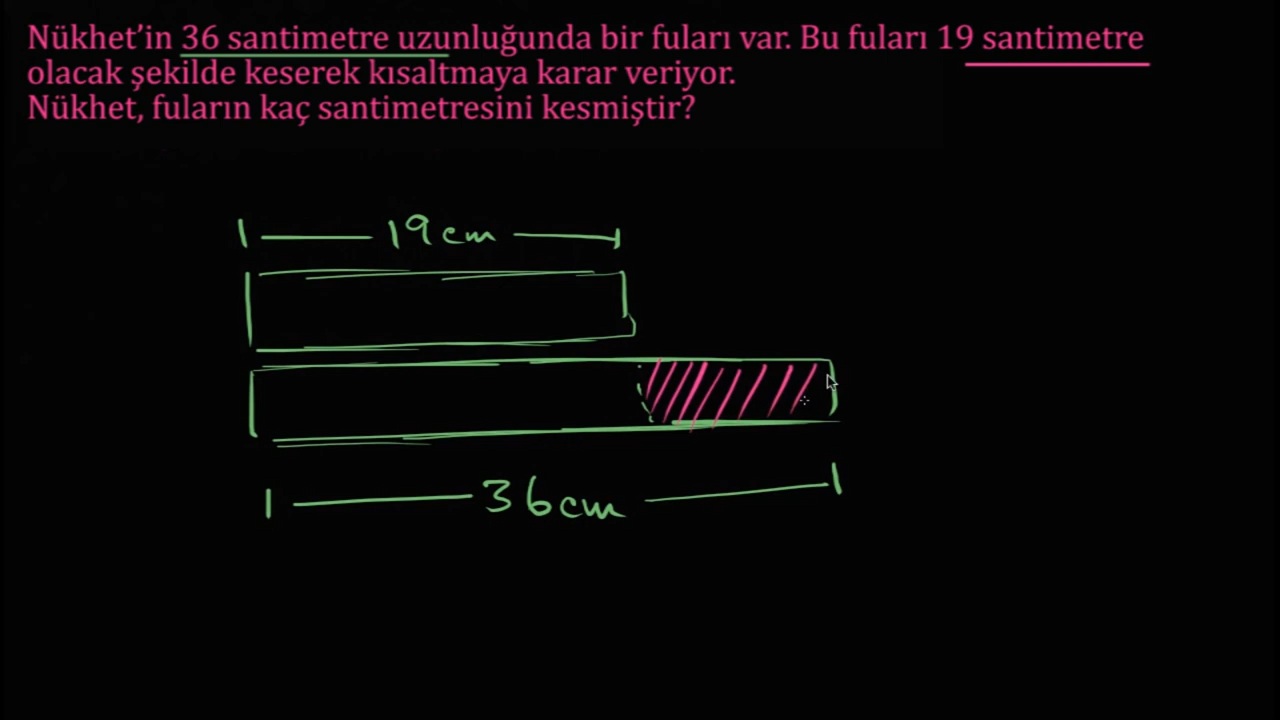 Nükhet'in 36 santimetre uzunluğunda bir fuları var. Bu fuları 19 santimetre
olacak şekilde keserek kısaltmaya karar veriyor.
Nükhet, fuların kaç santimetresini kesmiştir?
19cm
36cm